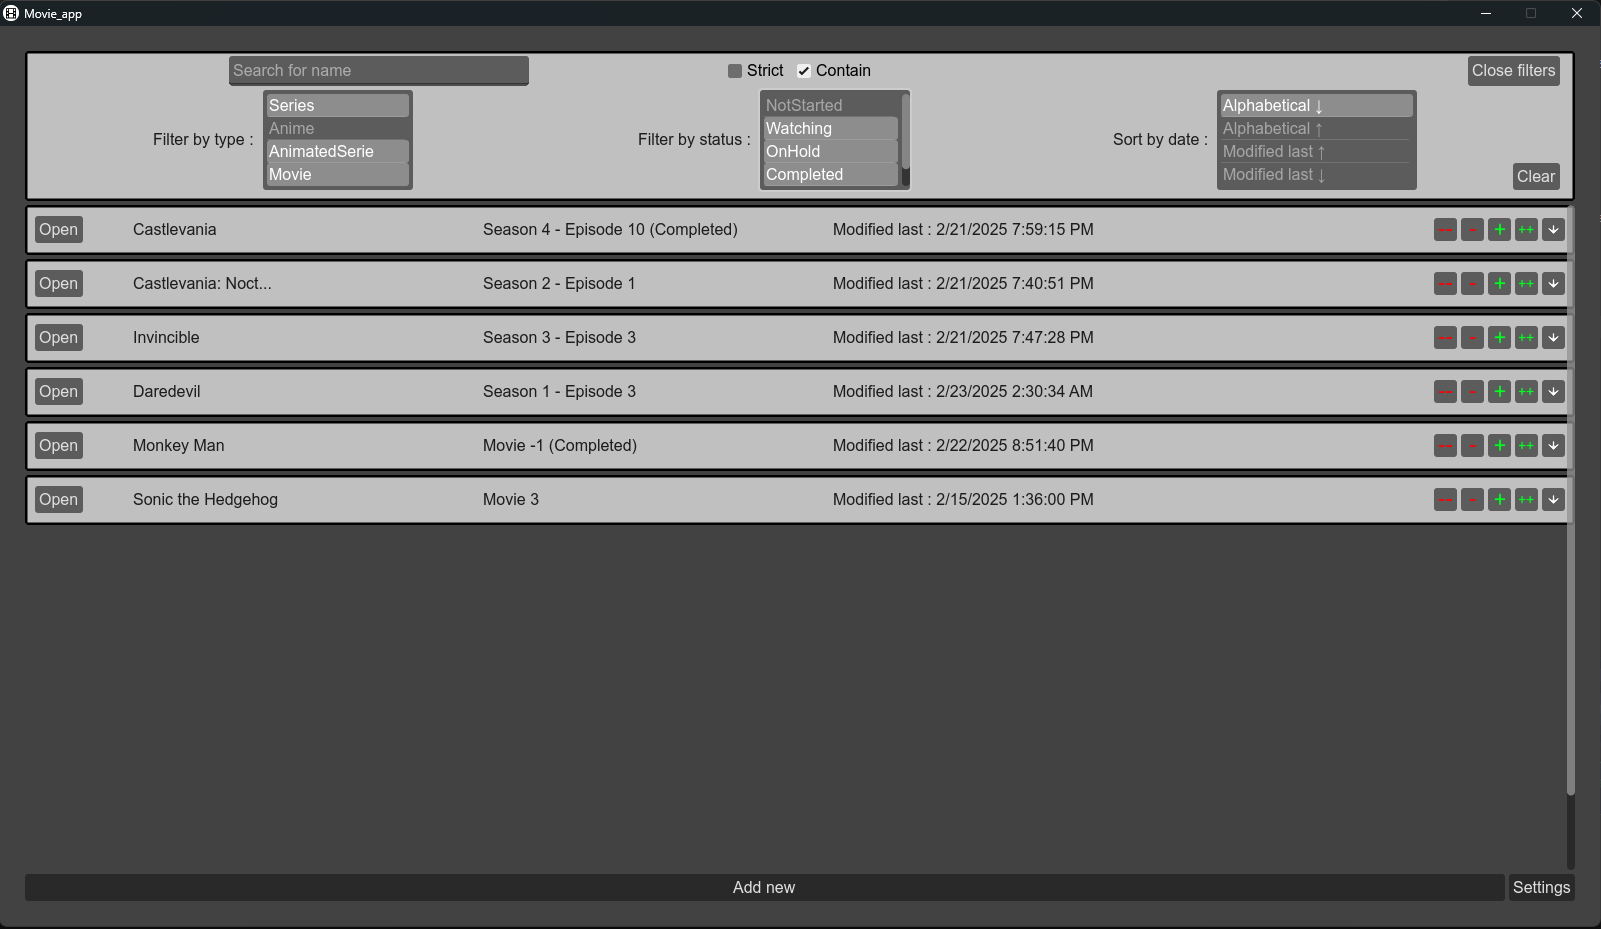 Movie_app
Search for name
Strict
Contain
Close filters
Filter by type :
Series
Anime
AnimatedSerie
Movie
Filter by status :
NotStarted
Watching
OnHold
Completed
Sort by date :
Alphabetical ↓
Alphabetical ↑
Modified last ↑
Modified last ↓
Clear
Open Castlevania Season 4 - Episode 10 (Completed) Modified last : 2/21/2025 7:59:15 PM -- - + ++ ↓
Open Castlevania: Noct... Season 2 - Episode 1 Modified last : 2/21/2025 7:40:51 PM -- - + ++ ↓
Open Invincible Season 3 - Episode 3 Modified last : 2/21/2025 7:47:28 PM -- - + ++ ↓
Open Daredevil Season 1 - Episode 3 Modified last : 2/23/2025 2:30:34 AM -- - + ++ ↓
Open Monkey Man Movie -1 (Completed) Modified last : 2/22/2025 8:51:40 PM -- - + ++ ↓
Open Sonic the Hedgehog Movie 3 Modified last : 2/15/2025 1:36:00 PM -- - + ++ ↓
Add new
Settings